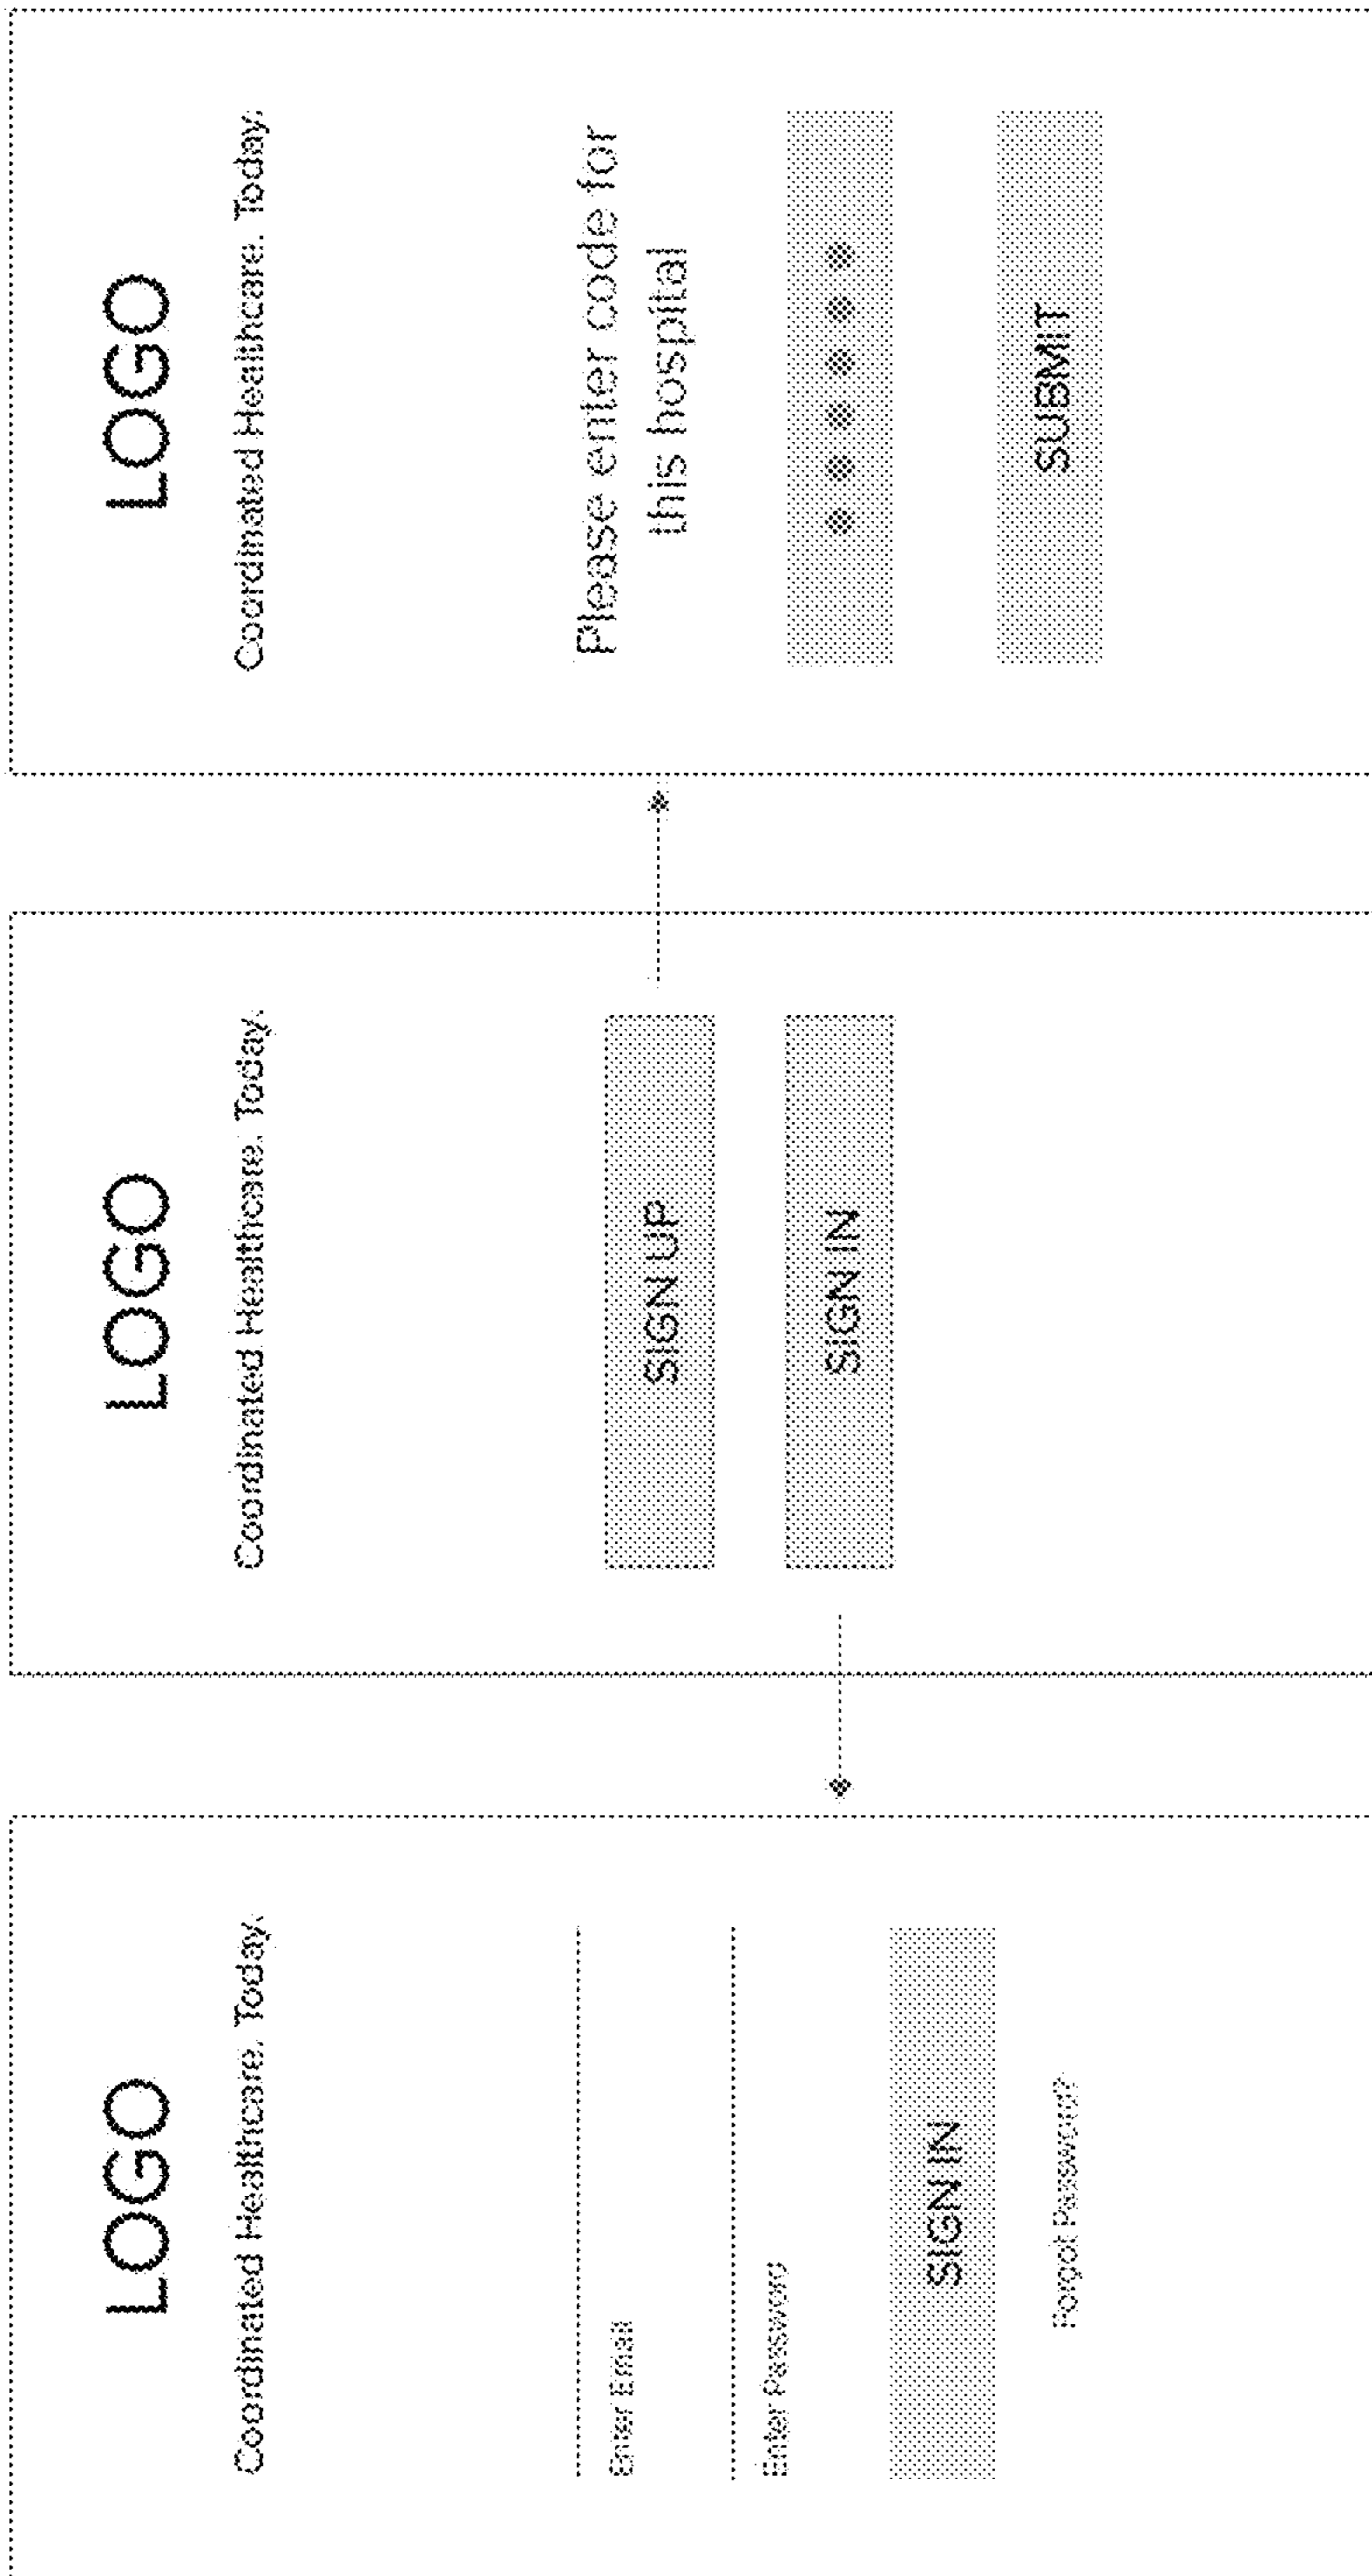 LOGO
Coordinated Healthcare. Today.
Enter Email
Enter Password
SIGN IN
Forgot Password?
LOGO
Coordinated Healthcare. Today.
SIGN UP
SIGN IN
LOGO
Coordinated Healthcare. Today.
Please enter code for
this hospital
SUBMIT